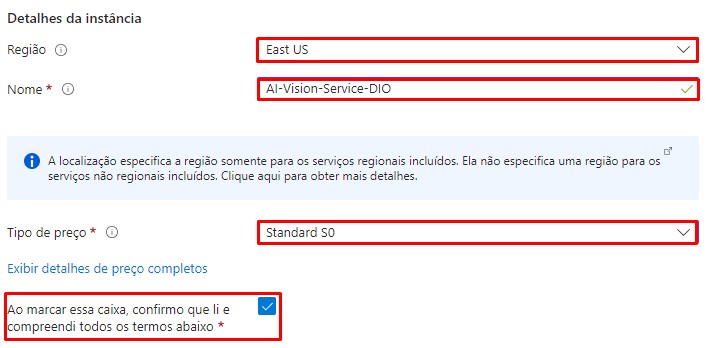 Detalhes da instância
Região
East US
Nome *
AI-Vision-Service-DIO
A localização especifica a região somente para os serviços regionais incluídos. Ela não especifica uma região para os
serviços não regionais incluídos. Clique aqui para obter mais detalhes.
Tipo de preço *
Standard S0
Exibir detalhes de preço completos
Ao marcar essa caixa, confirmo que li e
compreendi todos os termos abaixo *